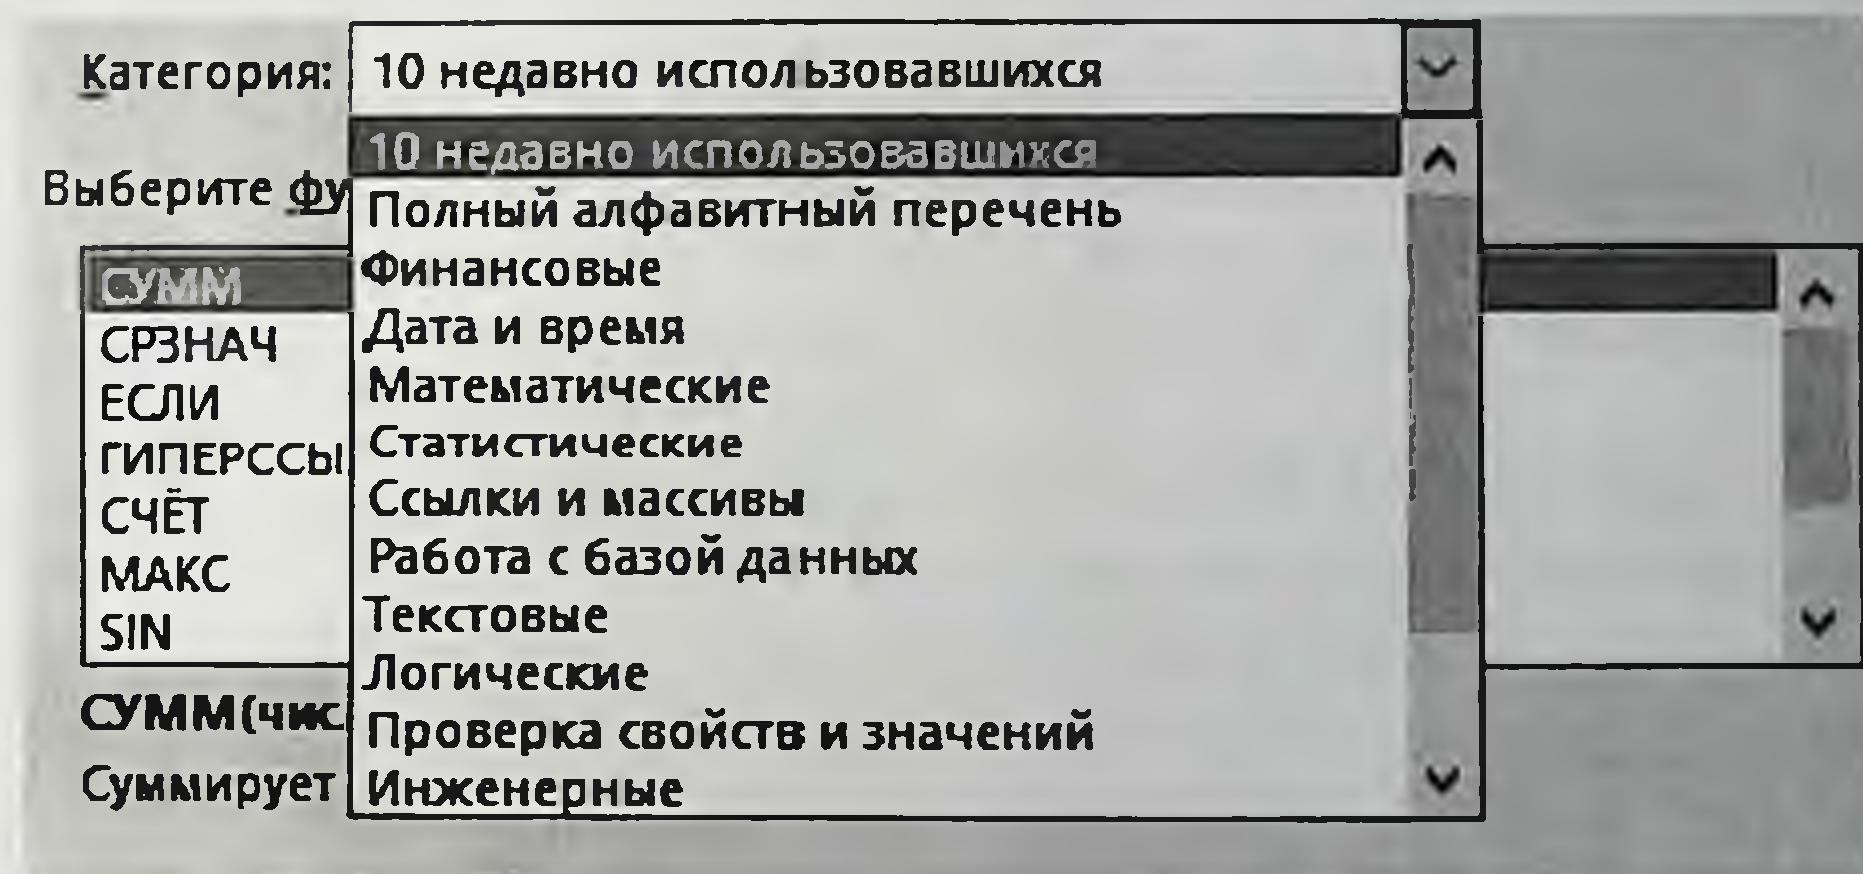 Категория: 10 недавно использовавшихся
10 недавно использовавшихся
Выберите фу
Полный алфавитный перечень
Финансовые
СУММ
Дата и время
СРЗНАЧ
Математические
ЕСЛИ
Статистические
ГИПЕРССЫ
Ссылки и массивы
СЧЁТ
Работа с базой данных
МАКС
Текстовые
SIN
Логические
СУММ(чис
Проверка свойств и значений
Суммирует
Инженерные